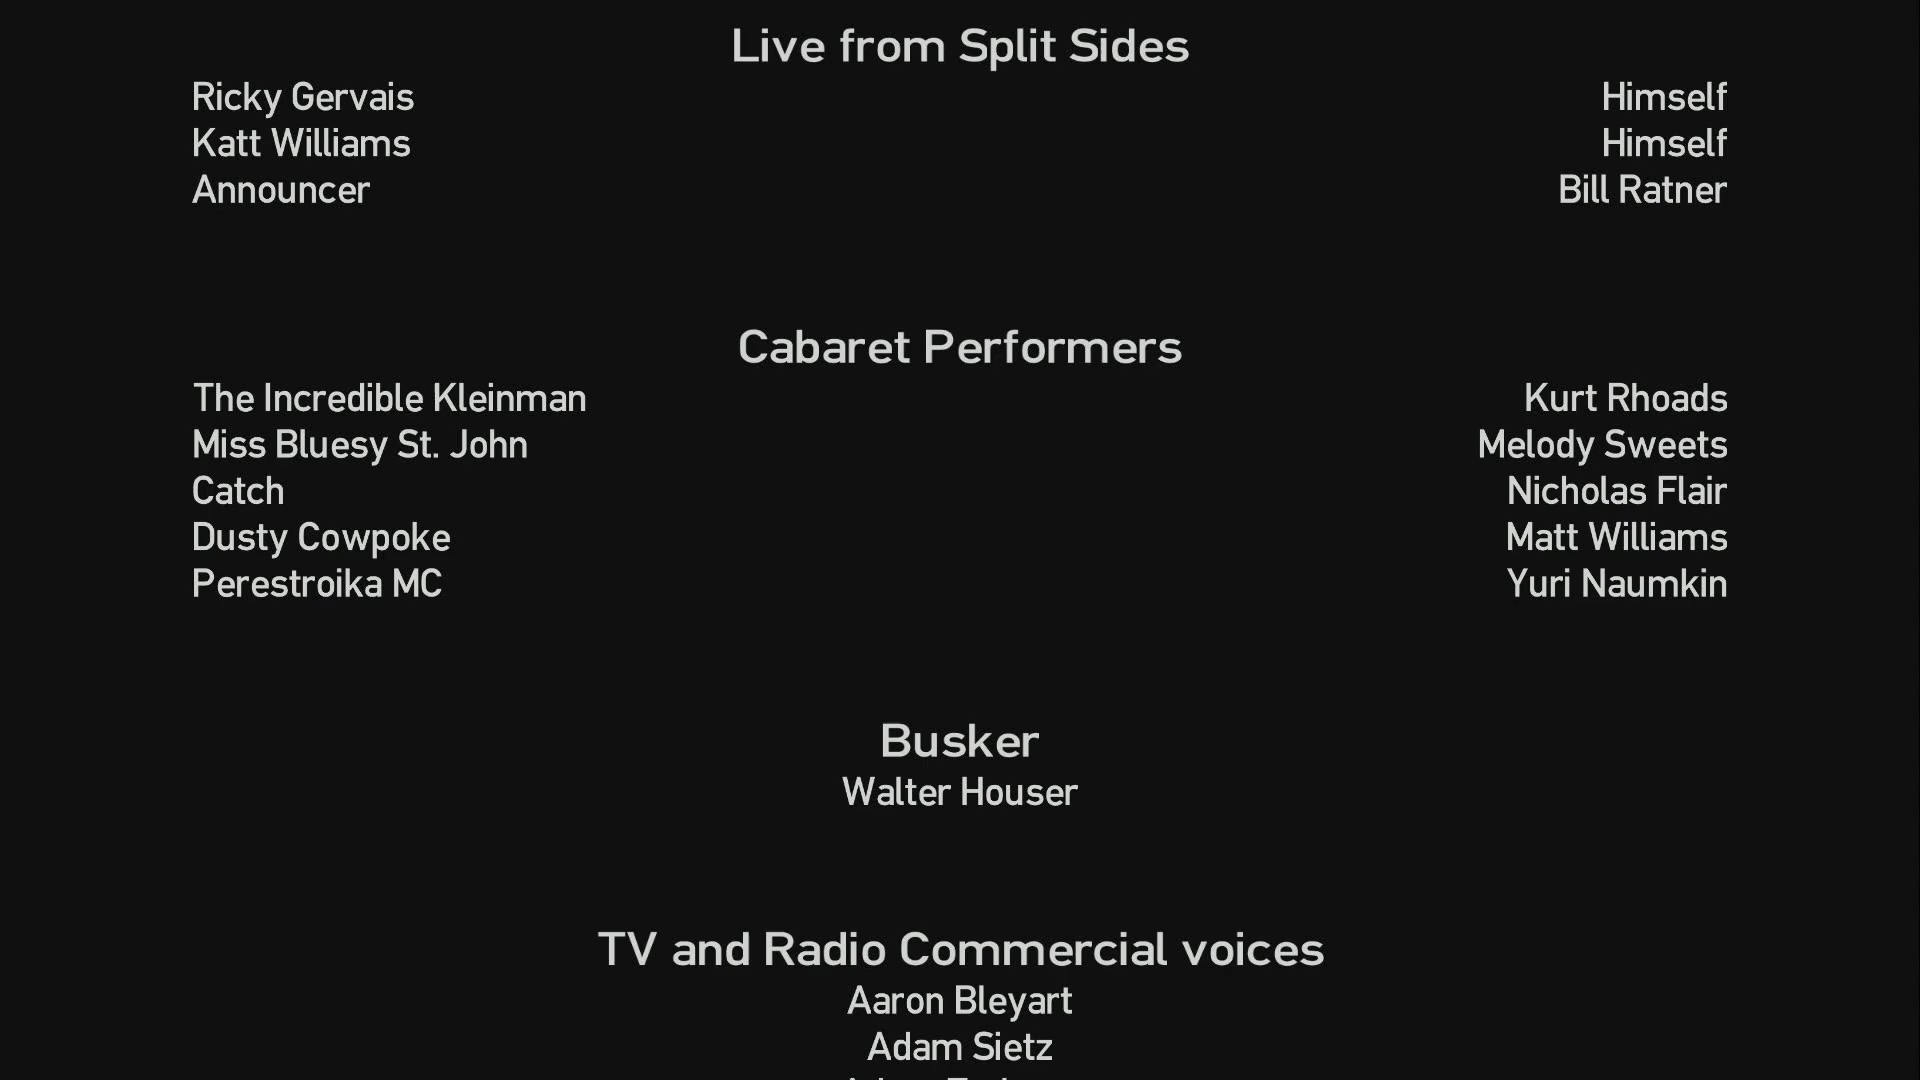 Live from Split Sides
Ricky Gervais Himself
Katt Williams Himself
Announcer Bill Ratner
Cabaret Performers
The Incredible Kleinman Kurt Rhoads
Miss Bluesy St. John Melody Sweets
Catch Nicholas Flair
Dusty Cowpoke Matt Williams
Perestroika MC Yuri Naumkin
Busker
Walter Houser
TV and Radio Commercial voices
Aaron Bleyart
Adam Sietz